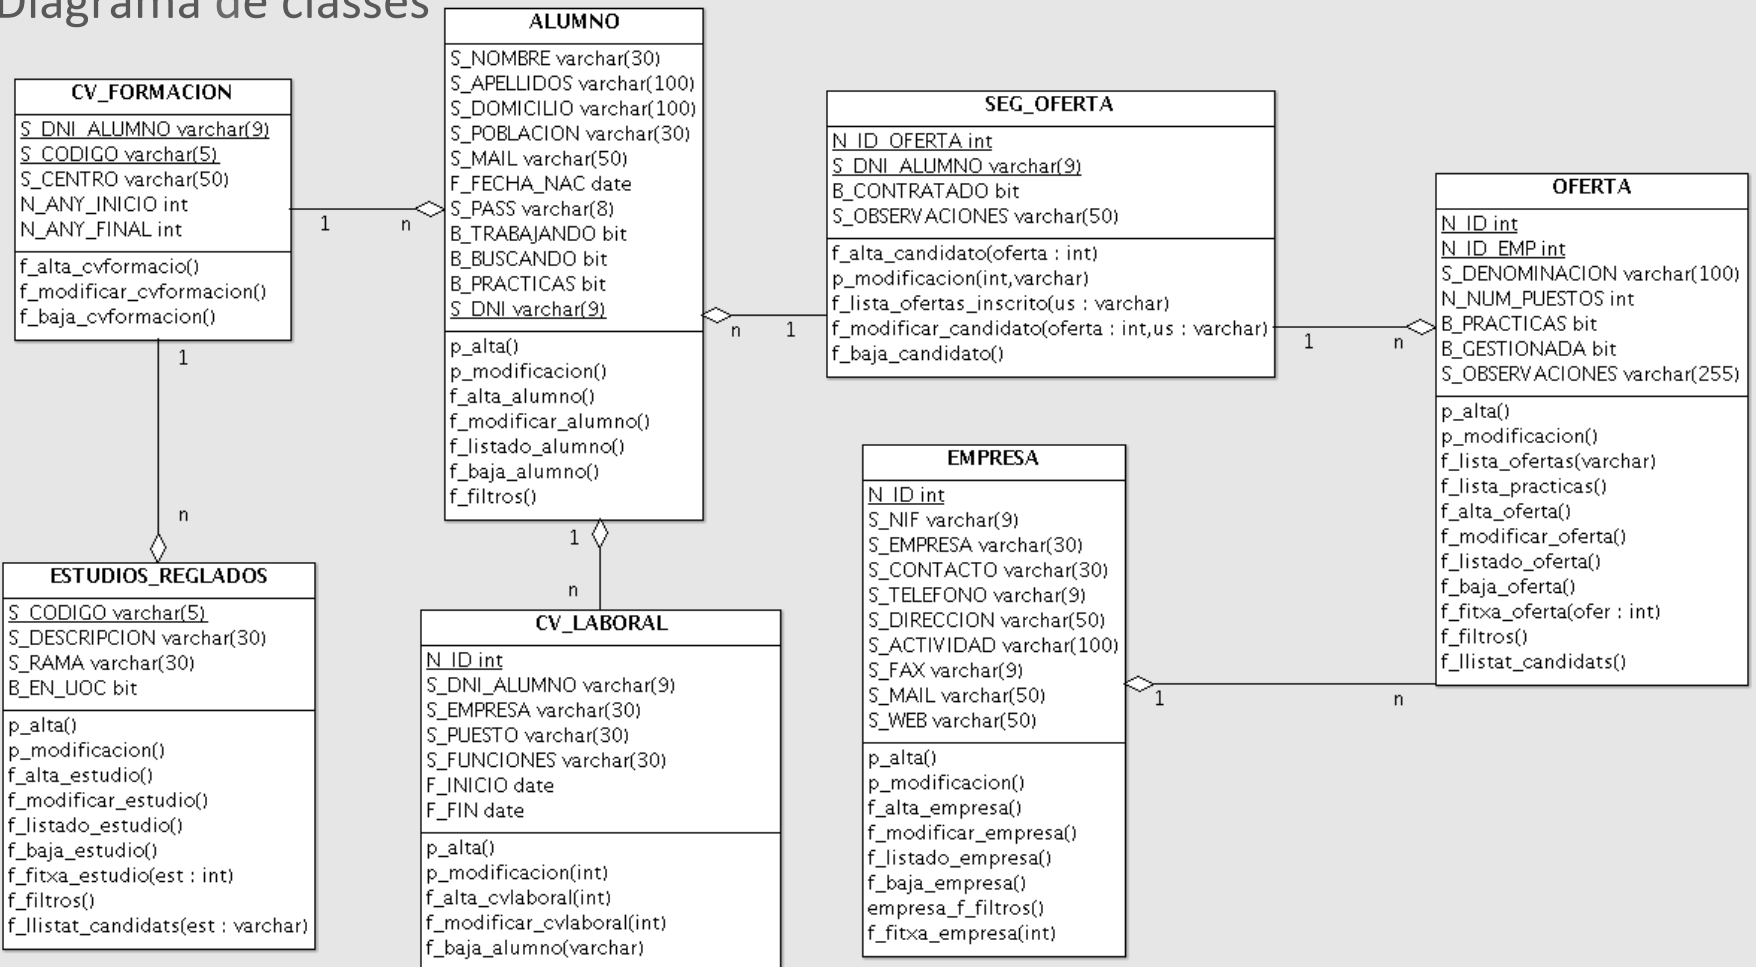 Diagrama de classes
CV_FORMACION
S_DNI_ALUMNO varchar(9)
S_CODIGO varchar(5)
S_CENTRO varchar(50)
N_ANY_INICIO int
N_ANY_FINAL int
f_alta_cvformacio()
f_modificar_cvformacion()
f_baja_cvformacion()
1
n
1
n
ESTUDIOS_REGLADOS
S_CODIGO varchar(5)
S_DESCRIPCION varchar(30)
S_RAMA varchar(30)
B_EN_UOC bit
p_alta()
p_modificacion()
f_alta_estudio()
f_modificar_estudio()
f_listado_estudio()
f_baja_estudio()
f_fitxa_estudio(est : int)
f_filtros()
f_llistat_candidats(est : varchar)
ALUMNO
S_NOMBRE varchar(30)
S_APELLIDOS varchar(100)
S_DOMICILIO varchar(100)
S_POBLACION varchar(30)
S_MAIL varchar(50)
F_FECHA_NAC date
S_PASS varchar(8)
B_TRABAJANDO bit
B_BUSCANDO bit
B_PRACTICAS bit
S_DNI varchar(9)
p_alta()
p_modificacion()
f_alta_alumno()
f_modificar_alumno()
f_listado_alumno()
f_baja_alumno()
f_filtros()
1
n
CV_LABORAL
N_ID int
S_DNI_ALUMNO varchar(9)
S_EMPRESA varchar(30)
S_PUESTO varchar(30)
S_FUNCIONES varchar(30)
F_INICIO date
F_FIN date
p_alta()
p_modificacion(int)
f_alta_cvlaboral(int)
f_modificar_cvlaboral(int)
f_baja_alumno(varchar)
n
1
SEG_OFERTA
N_ID_OFERTA int
S_DNI_ALUMNO varchar(9)
B_CONTRATADO bit
S_OBSERVACIONES varchar(50)
f_alta_candidato(oferta : int)
p_modificacion(int,varchar)
f_lista_ofertas_inscrito(us : varchar)
f_modificar_candidato(oferta : int,us : varchar)
f_baja_candidato()
1
n
EMPRESA
N_ID int
S_NIF varchar(9)
S_EMPRESA varchar(30)
S_CONTACTO varchar(30)
S_TELEFONO varchar(9)
S_DIRECCION varchar(50)
S_ACTIVIDAD varchar(100)
S_FAX varchar(9)
S_MAIL varchar(50)
S_WEB varchar(50)
p_alta()
p_modificacion()
f_alta_empresa()
f_modificar_empresa()
f_listado_empresa()
f_baja_empresa()
empresa_f_filtros()
f_fitxa_empresa(int)
1
n
OFERTA
N_ID int
N_ID_EMP int
S_DENOMINACION varchar(100)
N_NUM_PUESTOS int
B_PRACTICAS bit
B_GESTIONADA bit
S_OBSERVACIONES varchar(255)
p_alta()
p_modificacion()
f_lista_ofertas(varchar)
f_lista_practicas()
f_alta_oferta()
f_modificar_oferta()
f_listado_oferta()
f_baja_oferta()
f_fitxa_oferta(ofer : int)
f_filtros()
f_llistat_candidats()